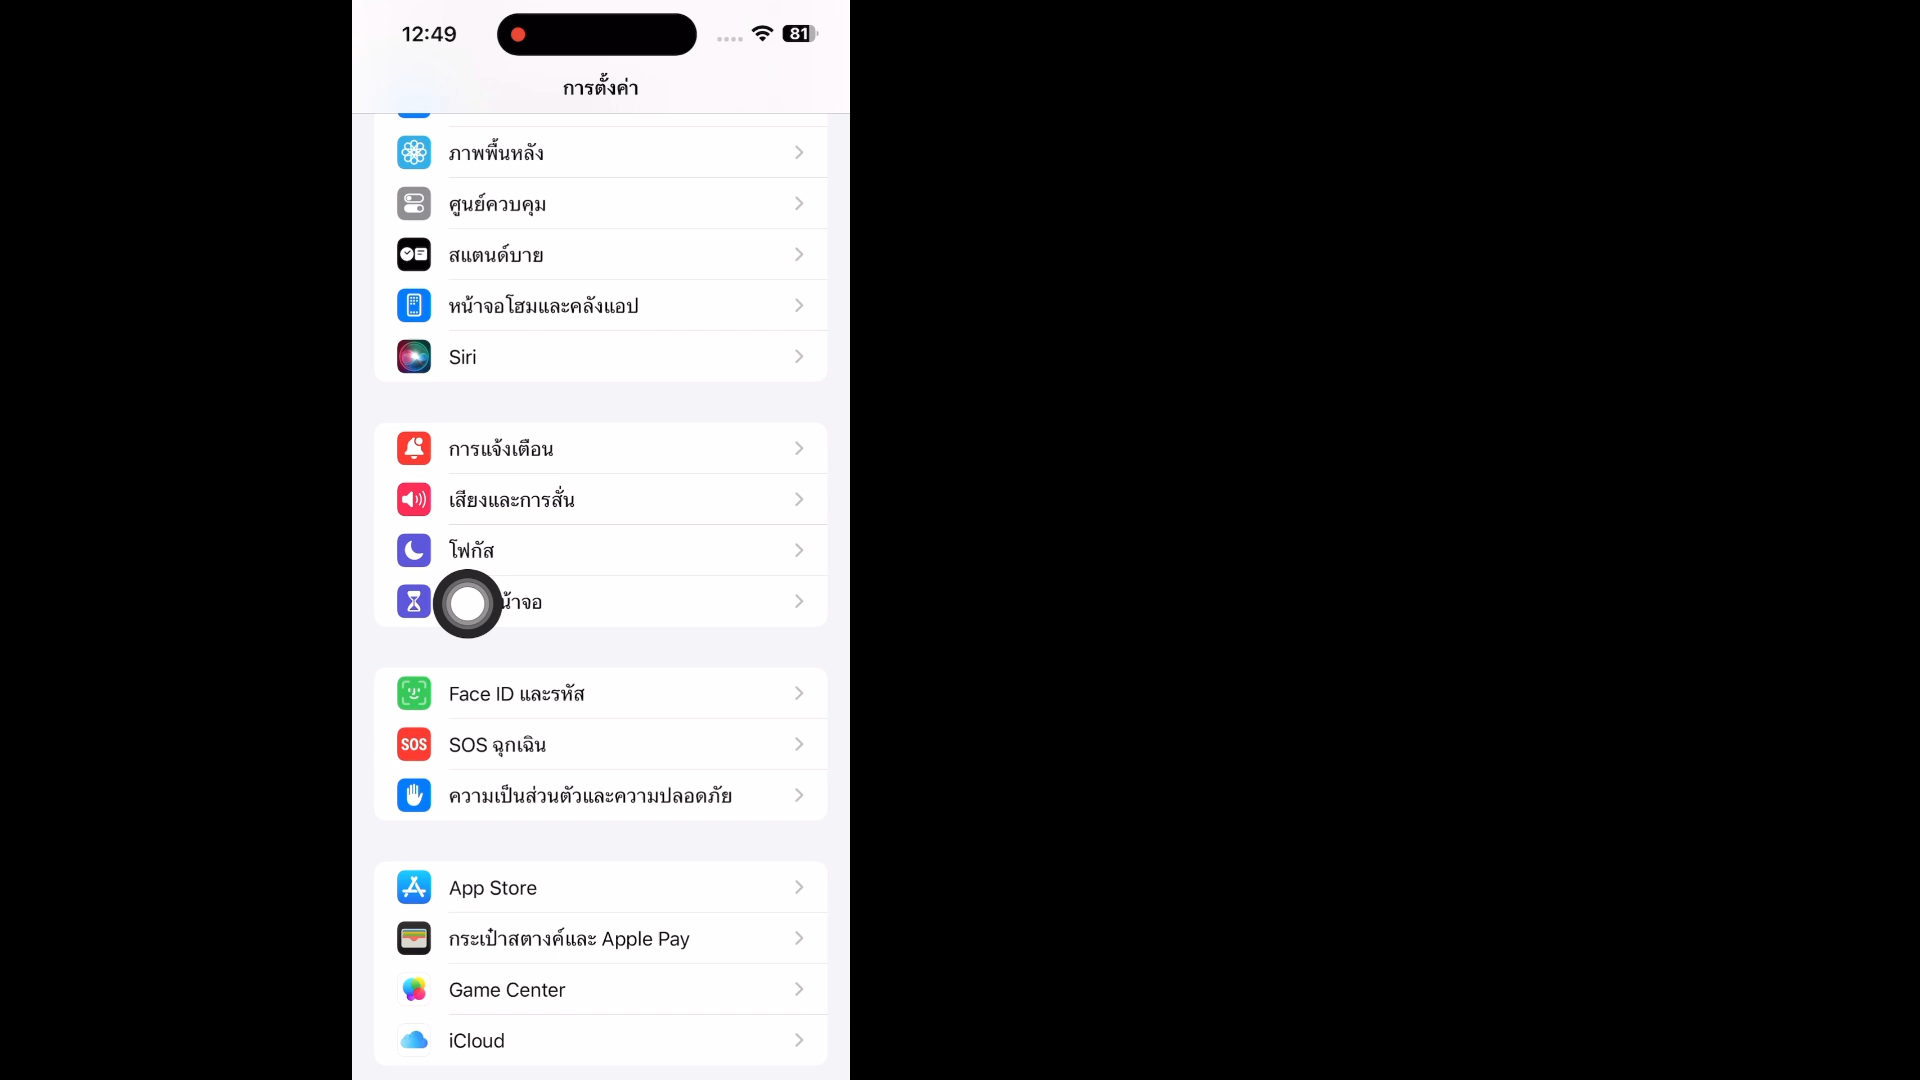 12:49
81
การตั้งค่า
ภาพพื้นหลัง
ศูนย์ควบคุม
สแตนด์บาย
หน้าจอโฮมและคลังแอป
Siri
การแจ้งเตือน
เสียงและการสั่น
โฟกัส
น้าจอ
Face ID และรหัส
SOS
SOS ฉุกเฉิน
ความเป็นส่วนตัวและความปลอดภัย
App Store
กระเป๋าสตางค์และ Apple Pay
Game Center
iCloud